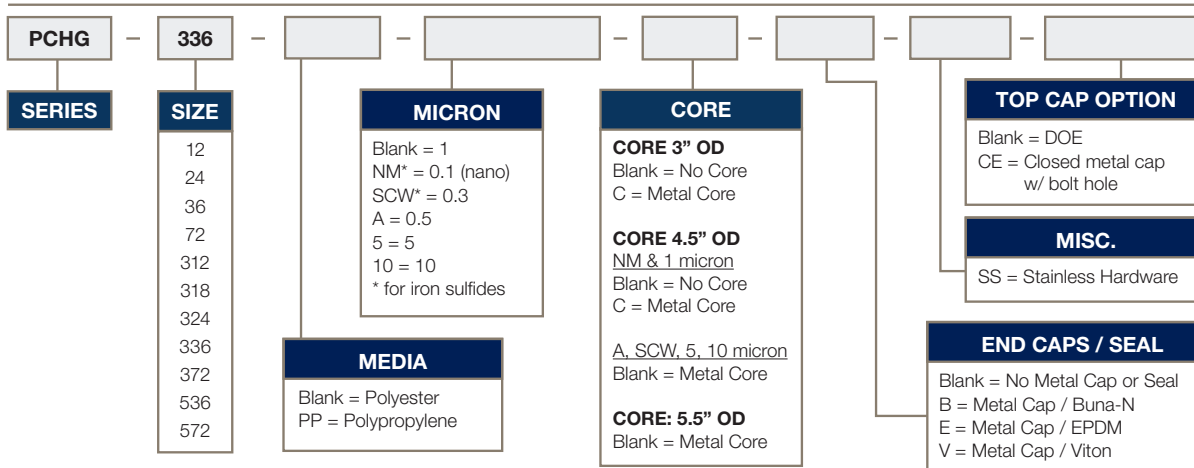 PCHG – 336 – – – – – –
SERIES
SIZE
12
24
36
72
312
318
324
336
372
536
572
MEDIA
Blank = Polyester
PP = Polypropylene
MICRON
Blank = 1
NM* = 0.1 (nano)
SCW* = 0.3
A = 0.5
5 = 5
10 = 10
* for iron sulfides
CORE
CORE 3” OD
Blank = No Core
C = Metal Core
CORE 4.5” OD
NM & 1 micron
Blank = No Core
C = Metal Core
A, SCW, 5, 10 micron
Blank = Metal Core
CORE: 5.5” OD
Blank = Metal Core
END CAPS / SEAL
Blank = No Metal Cap or Seal
B = Metal Cap / Buna-N
E = Metal Cap / EPDM
V = Metal Cap / Viton
MISC.
SS = Stainless Hardware
TOP CAP OPTION
Blank = DOE
CE = Closed metal cap
w/ bolt hole